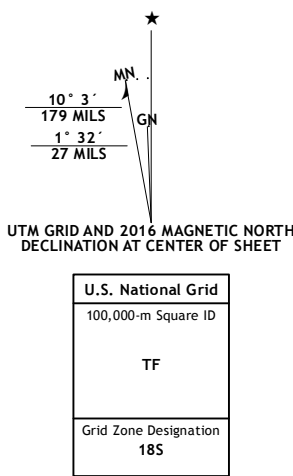 ★
MN
GN
10° 3´
179 MILS
1° 32´
27 MILS
UTM GRID AND 2016 MAGNETIC NORTH
DECLINATION AT CENTER OF SHEET
U.S. National Grid
100,000-m Square ID
TF
Grid Zone Designation
18S